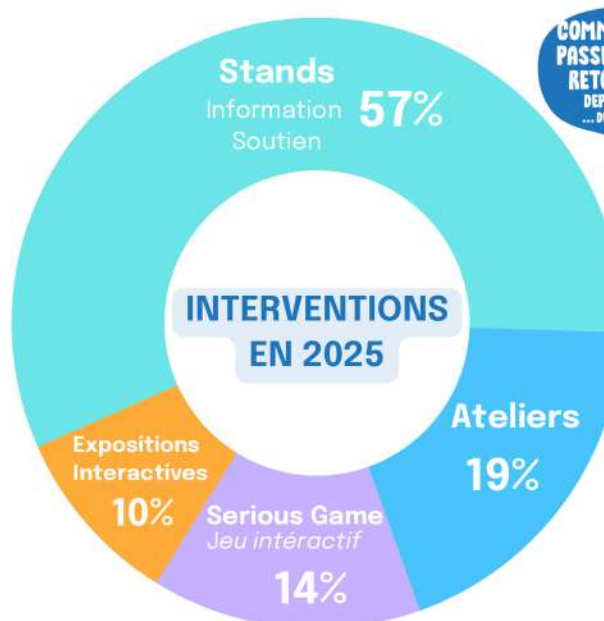 Stands
Information
Soutien
57%
INTERVENTIONS
EN 2025
Ateliers
19%
Expositions
Interactives
10%
Serious Game
Jeu intéractif
14%